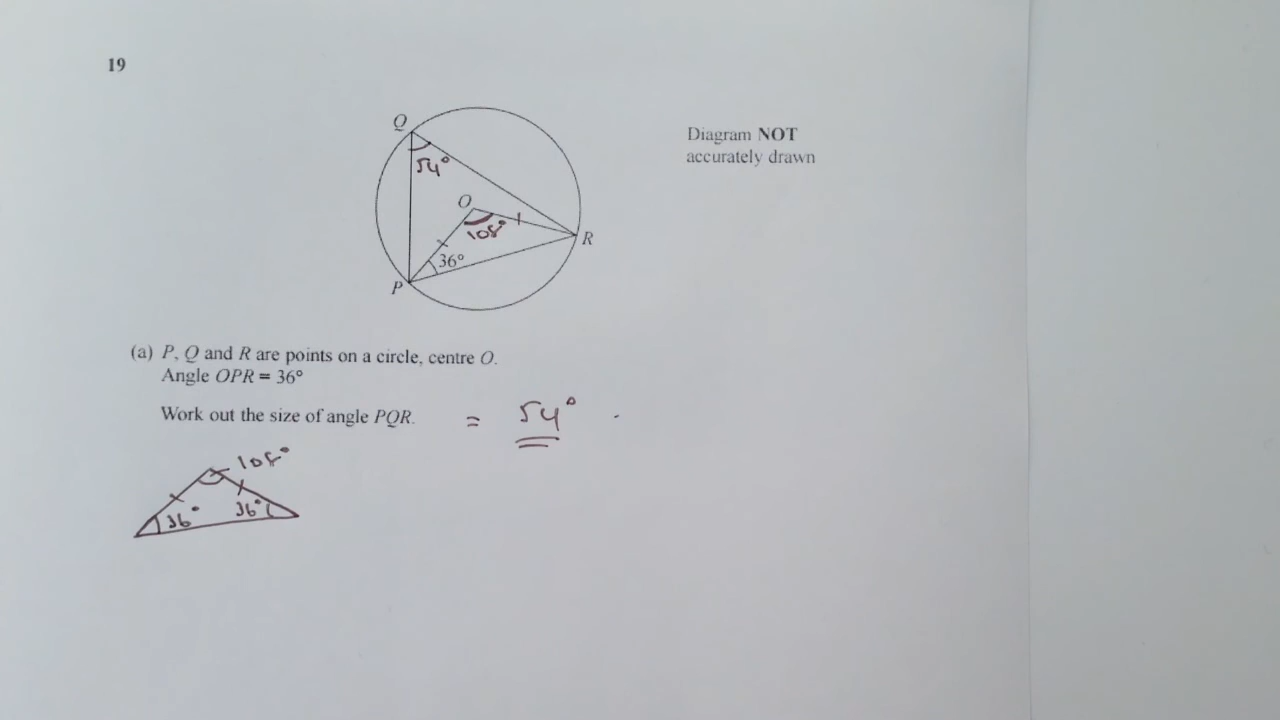 19
Q
54°
Diagram NOT
accurately drawn
O
108°
R
36°
P
(a) P, Q and R are points on a circle, centre O.
Angle OPR = 36°
Work out the size of angle PQR. = 54°
108°
36° 36°